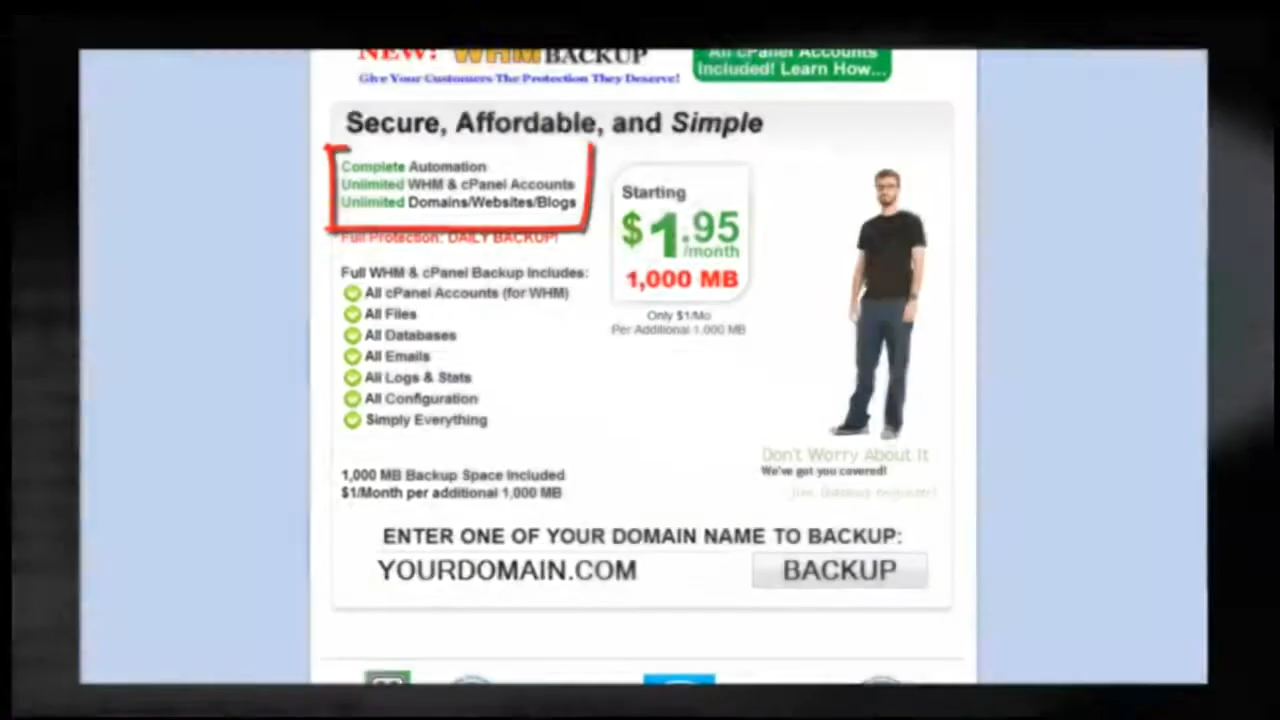 NEW! WHM BACKUP
Give Your Customers The Protection They Deserve!
All cPanel Accounts
Included! Learn How...
Secure, Affordable, and Simple
Complete Automation
Unlimited WHM & cPanel Accounts
Unlimited Domains/Websites/Blogs
Full Protection: DAILY BACKUP!
Full WHM & cPanel Backup Includes:
All cPanel Accounts (for WHM)
All Files
All Databases
All Emails
All Logs & Stats
All Configuration
Simply Everything
Starting
$1.95
/month
1,000 MB
Only $1/Mo
Per Additional 1,000 MB
1,000 MB Backup Space Included
$1/Month per additional 1,000 MB
Don't Worry About It
We've got you covered!
ENTER ONE OF YOUR DOMAIN NAME TO BACKUP:
YOURDOMAIN.COM
BACKUP